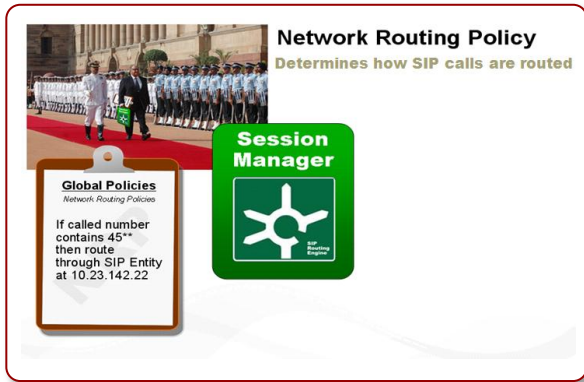 Network Routing Policy
Determines how SIP calls are routed
Session
Manager
SIP
Routing
Engine
Global Policies
Network Routing Policies
If called number
contains 45**
then route
through SIP Entity
at 10.23.142.22
NRP